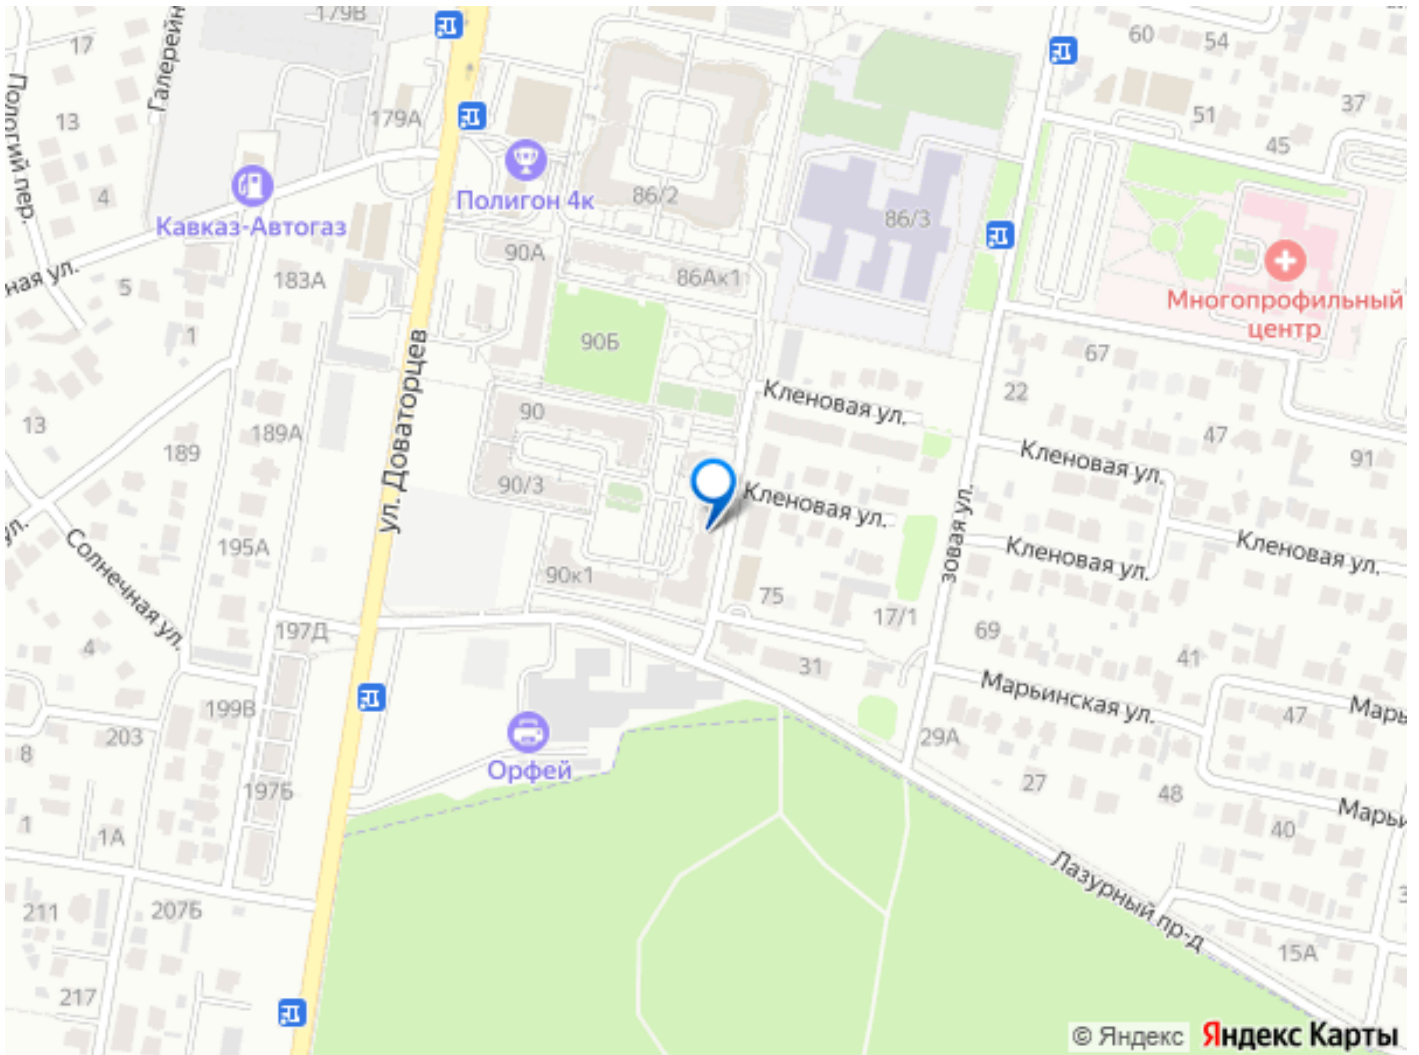 179В
60
54
17
Галерейн
Пологий пер.
13
179А
51
37
45
Полигон 4к
86/2
86/3
4
Кавказ-Автогаз
90А
86Ак1
Многопрофильный
центр
ная ул.
5
183А
1
90Б
67
ул. Доваторцев
22
Кленовая ул.
13
189
189А
90
47
91
Кленовая ул.
90/3
Кленовая ул.
ул.
Солнечная ул.
195А
зовая ул.
Кленовая ул.
Кленовая ул.
90к1
75
17/1
197Д
69
4
31
41
Марьинская ул.
199В
203
47
Марь
8
29А
Орфей
27
48
197Б
1
1А
40
Марьи
Лазурный пр-д
211
207Б
15А
217
© Яндекс
Яндекс Карты